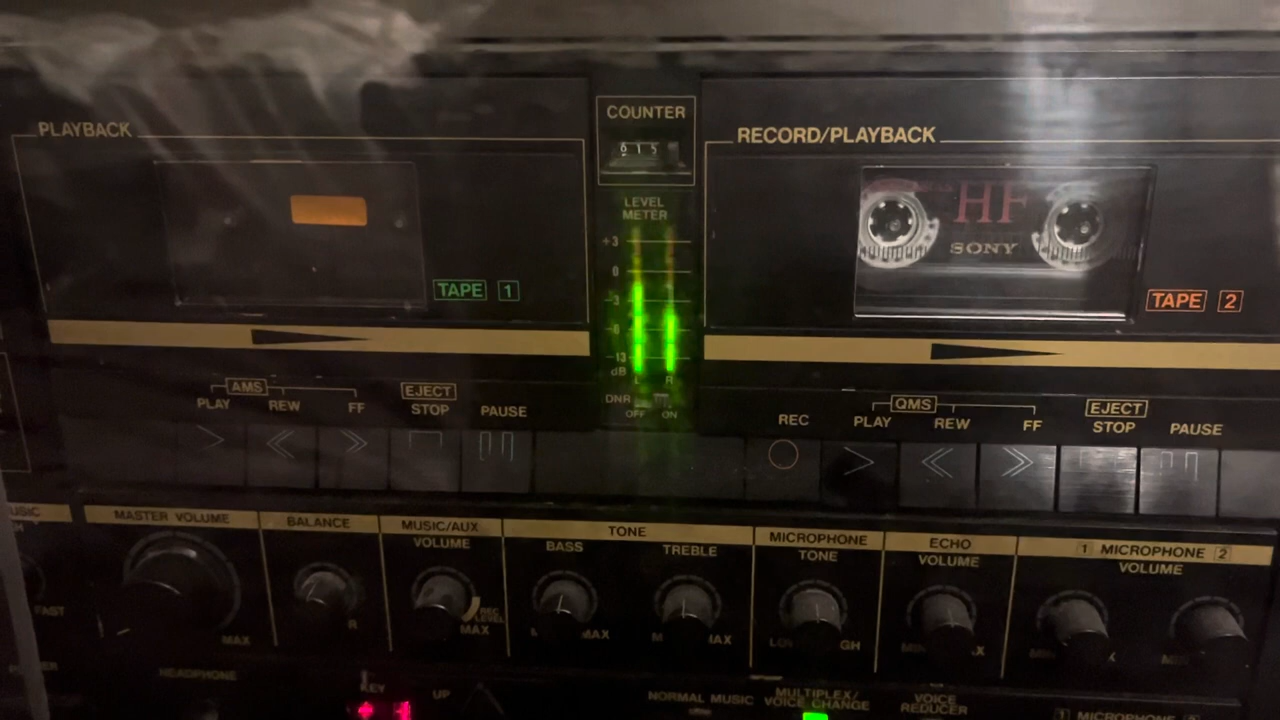 COUNTER
615
PLAYBACK
RECORD/PLAYBACK
HF
SONY
LEVEL
METER
+3
0
-3
-8
-13
dB
L R
TAPE 1
TAPE 2
DNR
OFF ON
AMS
PLAY REW FF
EJECT
STOP
PAUSE
REC
QMS
PLAY REW FF
EJECT
STOP
PAUSE
MASTER VOLUME
MAX
BALANCE
R
MUSIC/AUX
VOLUME
REC
LEVEL
MAX
TONE
BASS TREBLE
MICROPHONE
TONE
ECHO
VOLUME
1 MICROPHONE 2
VOLUME
FAST
HEADPHONE
KEY
UP
NORMAL MUSIC
MULTIPLEX/
VOICE CHANGE
VOICE
REDUCER
1 MICROPHONE